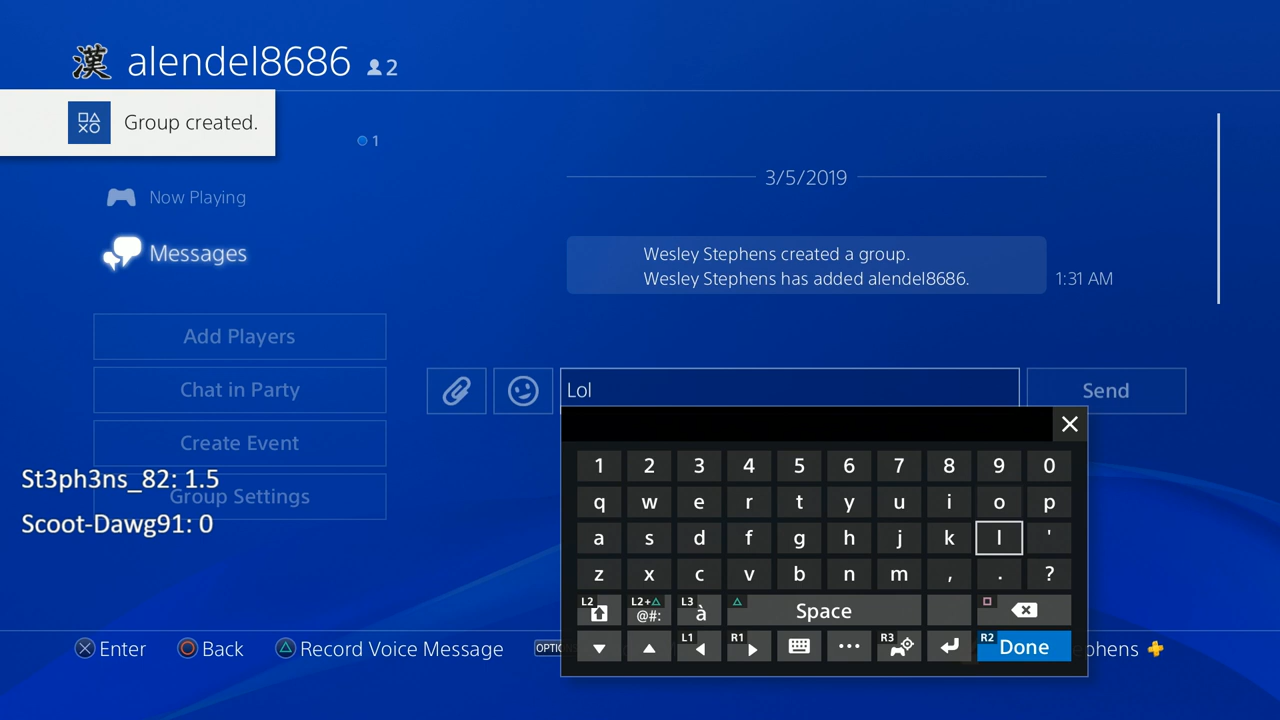 漢 alendel8686 2
Group created.
1
Now Playing
Messages
3/5/2019
Wesley Stephens created a group.
Wesley Stephens has added alendel8686.
1:31 AM
Add Players
Chat in Party
Create Event
Group Settings
Lol
Send
St3ph3ns_82: 1.5
Scoot-Dawg91: 0
1 2 3 4 5 6 7 8 9 0
q w e r t y u i o p
a s d f g h j k l '
z x c v b n m , . ?
L2 L2+△ @#: L3 à △ Space
L1 R1 ... R3 R2 Done
Enter Back Record Voice Message OPTIO ephens